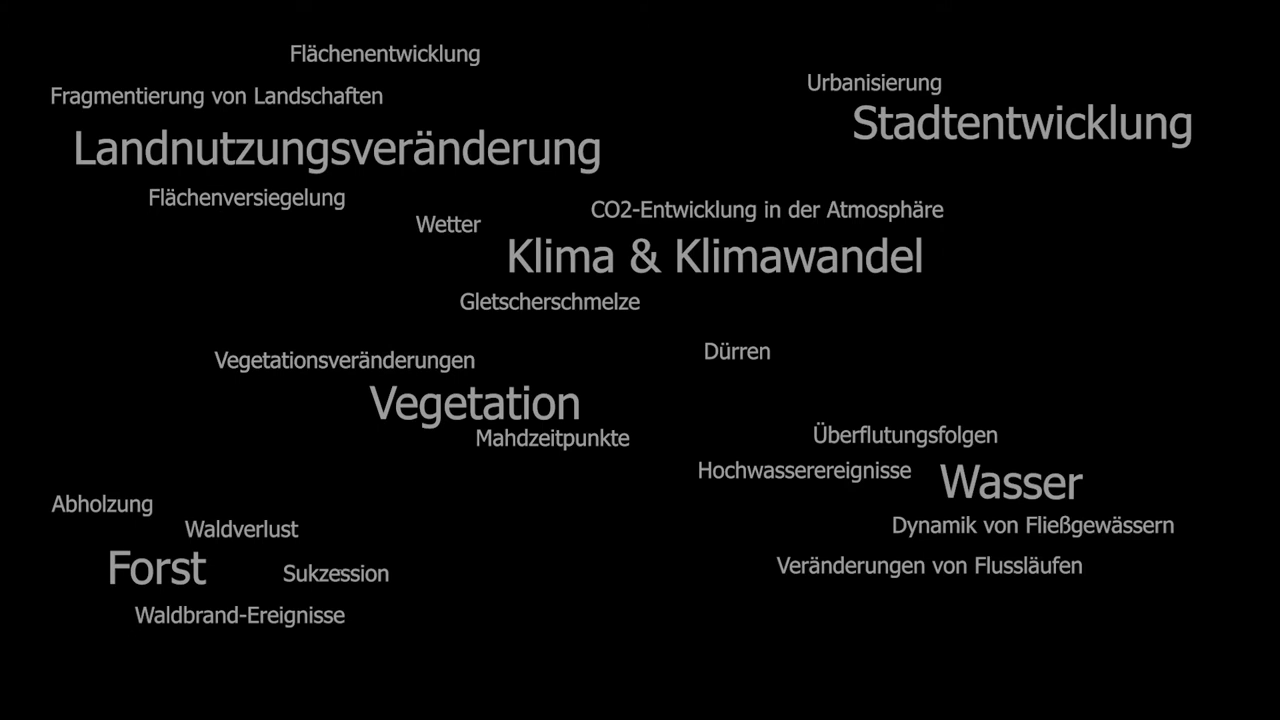 Flächenentwicklung
Fragmentierung von Landschaften
Landnutzungsveränderung
Flächenversiegelung
Urbanisierung
Stadtentwicklung
Wetter
CO2-Entwicklung in der Atmosphäre
Klima & Klimawandel
Gletscherschmelze
Dürren
Vegetationsveränderungen
Vegetation
Mahdzeitpunkte
Überflutungsfolgen
Hochwasserereignisse
Wasser
Dynamik von Fließgewässern
Veränderungen von Flussläufen
Abholzung
Waldverlust
Forst
Sukzession
Waldbrand-Ereignisse